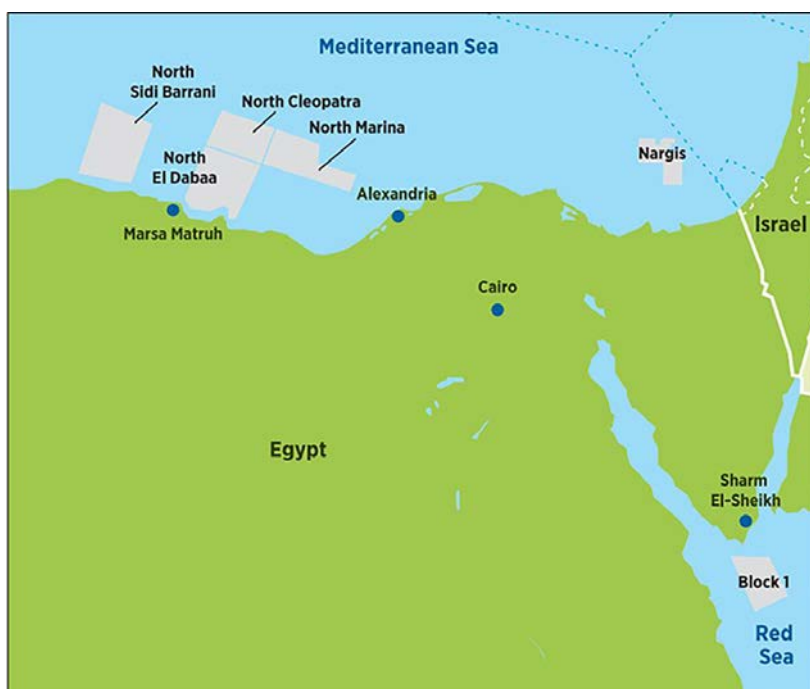 Mediterranean Sea
North
Sidi Barrani
North Cleopatra
North Marina
North
El Dabaa
Nargis
Alexandria
Marsa Matruh
Israel
Cairo
Egypt
Sharm
El-Sheikh
Block 1
Red
Sea